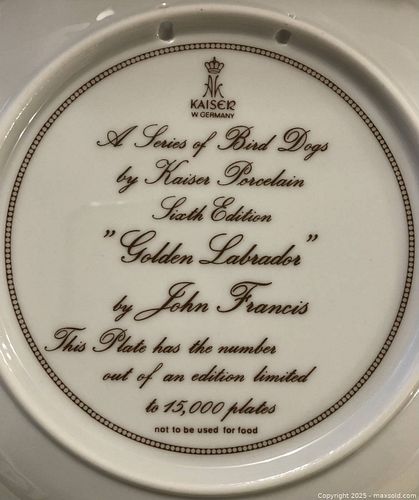 AK
KAISER
W GERMANY
A Series of Bird Dogs
by Kaiser Porcelain
Sixth Edition
"Golden Labrador"
by John Francis
This Plate has the number
out of an edition limited
to 15,000 plates
not to be used for food
Copyright 2025 - maxsold.com